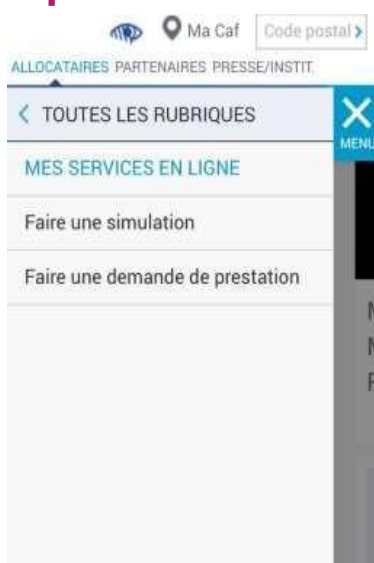 Ma Caf Code postal
ALLOCATAIRES PARTENAIRES PRESSE/INSTIT.
TOUTES LES RUBRIQUES
MENU
MES SERVICES EN LIGNE
Faire une simulation
Faire une demande de prestation